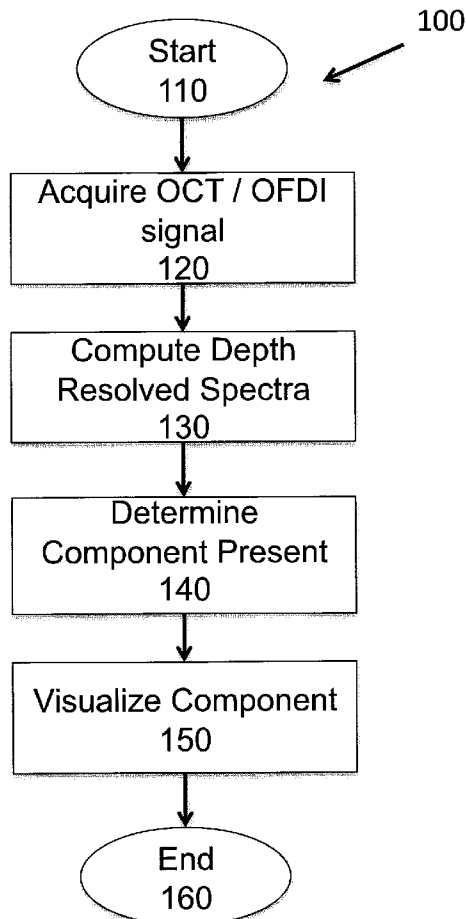 100
Start
110
Acquire OCT / OFDI
signal
120
Compute Depth
Resolved Spectra
130
Determine
Component Present
140
Visualize Component
150
End
160